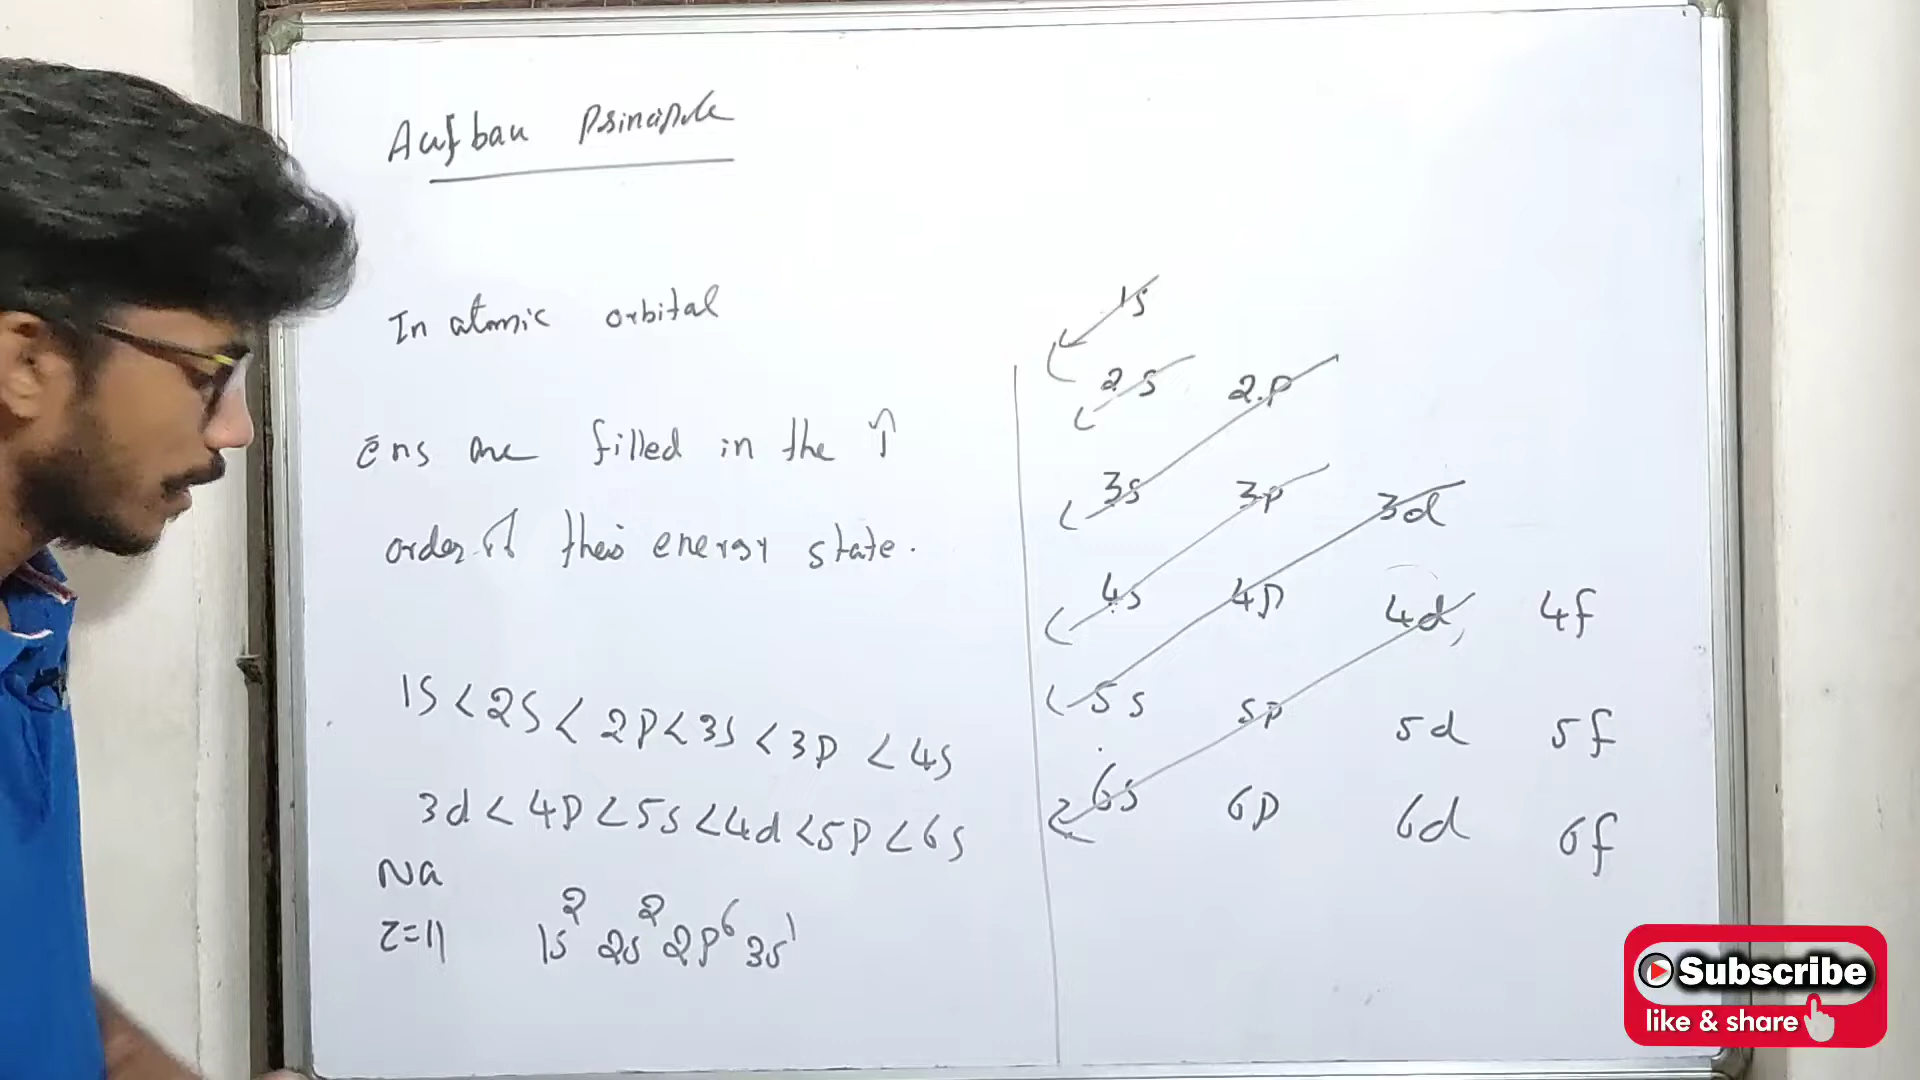 Aufbau Principle
In atomic orbital
ēns are filled in the ↑
order of their energy state.
1S < 2S < 2P < 3S < 3P < 4S
3d < 4P < 5s < 4d < 5P < 6s
Na
Z=11 1s² 2s² 2p⁶ 3s¹
1s
2s 2p
3s 3p 3d
4s 4p 4d, 4f
5s 5p 5d 5f
6s 6p 6d 6f
Subscribe
like & share